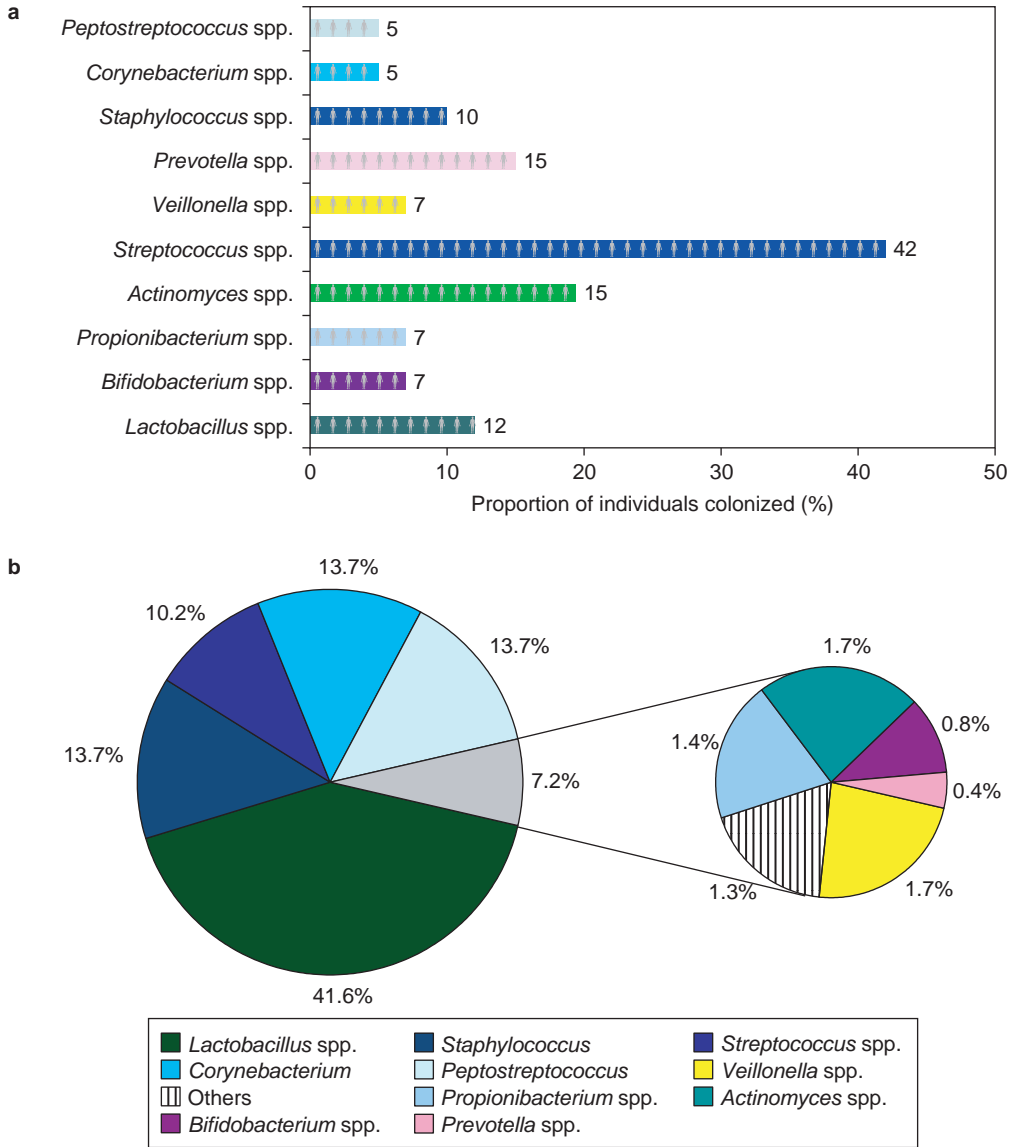 a
Peptostreptococcus spp. 5
Corynebacterium spp. 5
Staphylococcus spp. 10
Prevotella spp. 15
Veillonella spp. 7
Streptococcus spp. 42
Actinomyces spp. 15
Propionibacterium spp. 7
Bifidobacterium spp. 7
Lactobacillus spp. 12
0 10 20 30 40 50
Proportion of individuals colonized (%)
b
13.7%
10.2%
13.7%
13.7%
7.2%
41.6%
1.7%
0.8%
1.4%
0.4%
1.3%
1.7%
Lactobacillus spp. Staphylococcus Streptococcus spp.
Corynebacterium Peptostreptococcus Veillonella spp.
Others Propionibacterium spp. Actinomyces spp.
Bifidobacterium spp. Prevotella spp.